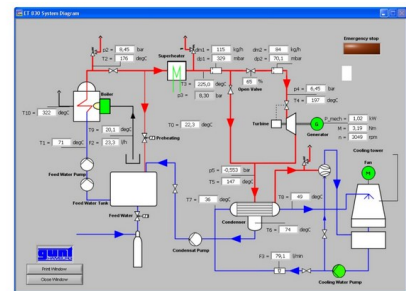 ET 830 System Diagram
p2 = 8,45 bar
T2 = 176 degC
Superheater
dm1 = 115 kg/h
dp1 = 329 mbar
dm2 = 64 kg/h
dp2 = 70,1 mbar
Emergency stop
T3 = 225,0 degC
p3 = 8,30 bar
65 %
Open Valve
p4 = 6,45 bar
T4 = 197 degC
Boiler
T10 = 322 degC
T9 = 20,1 degC
T1 = 71 degC
F2 = 23,3 l/h
T0 = 22,3 degC
Preheating
Turbine
G
Generator
P_mech = 1,02 kW
M = 3,19 Nm
n = 3049 rpm
Cooling tower
Fan
M
p5 = -0,553 bar
T5 = 147 degC
Feed Water Pump
T7 = 36 degC
T8 = 40 degC
Feed Water Tank
Feed Water
Condenser
T6 = 74 degC
Condensat Pump
F3 = 79,1 l/min
Cooling Water Pump
Print Window
Close Window